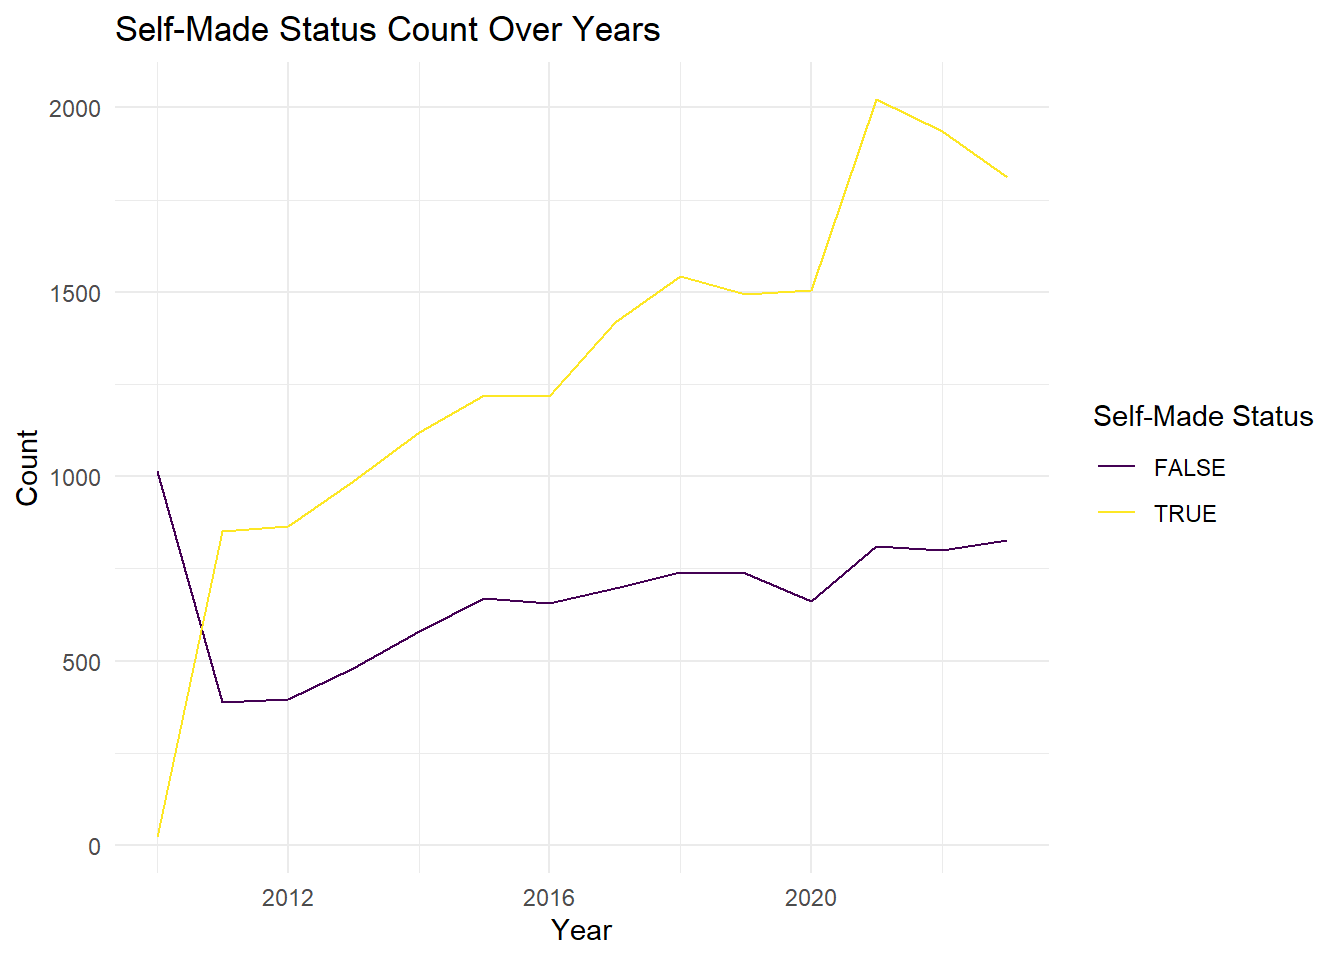 Self-Made Status Count Over Years
2000
1500
1000
500
0
Count
2012
2016
2020
Year
Self-Made Status
FALSE
TRUE